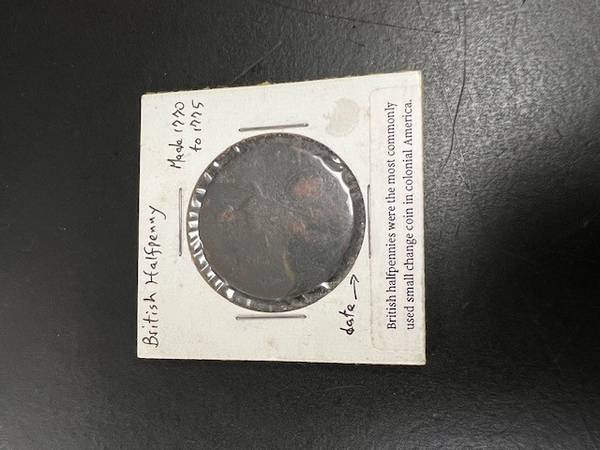 British Halfpenny
Made 1770
to 1775
date →
British halfpennies were the most commonly
used small change coin in colonial America.